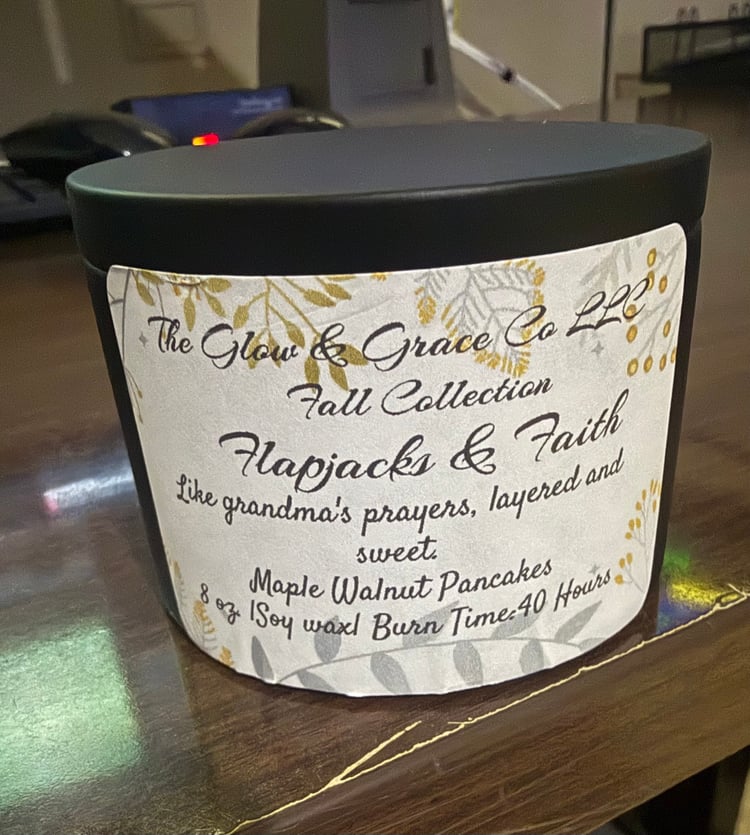 The Glow & Grace Co LLC
Fall Collection
Flapjacks & Faith
Like grandma's prayers, layered and
sweet.
Maple Walnut Pancakes
8 oz. |Soy wax| Burn Time:40 Hours